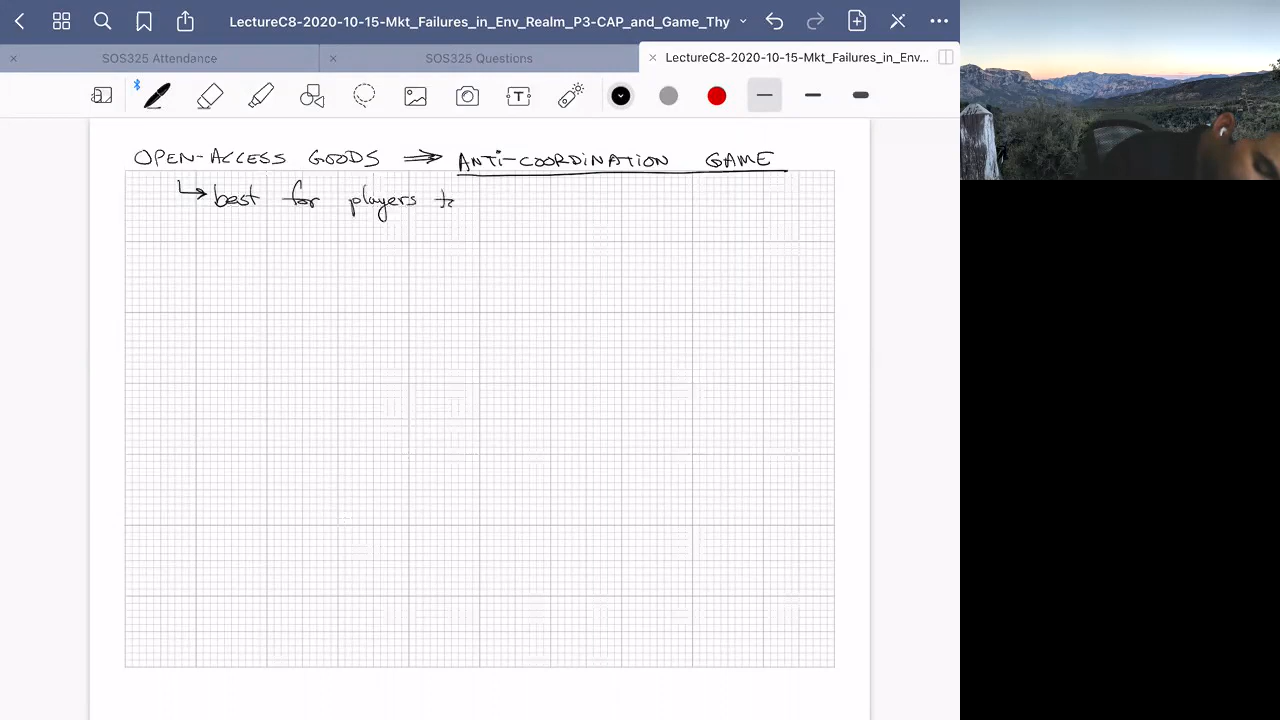 LectureC8-2020-10-15-Mkt_Failures_in_Env_Realm_P3-CAP_and_Game_Thy
SOS325 Attendance
SOS325 Questions
LectureC8-2020-10-15-Mkt_Failures_in_Env...
OPEN-ACCESS GOODS ⇒ ANTI-COORDINATION GAME
↳ best for players to